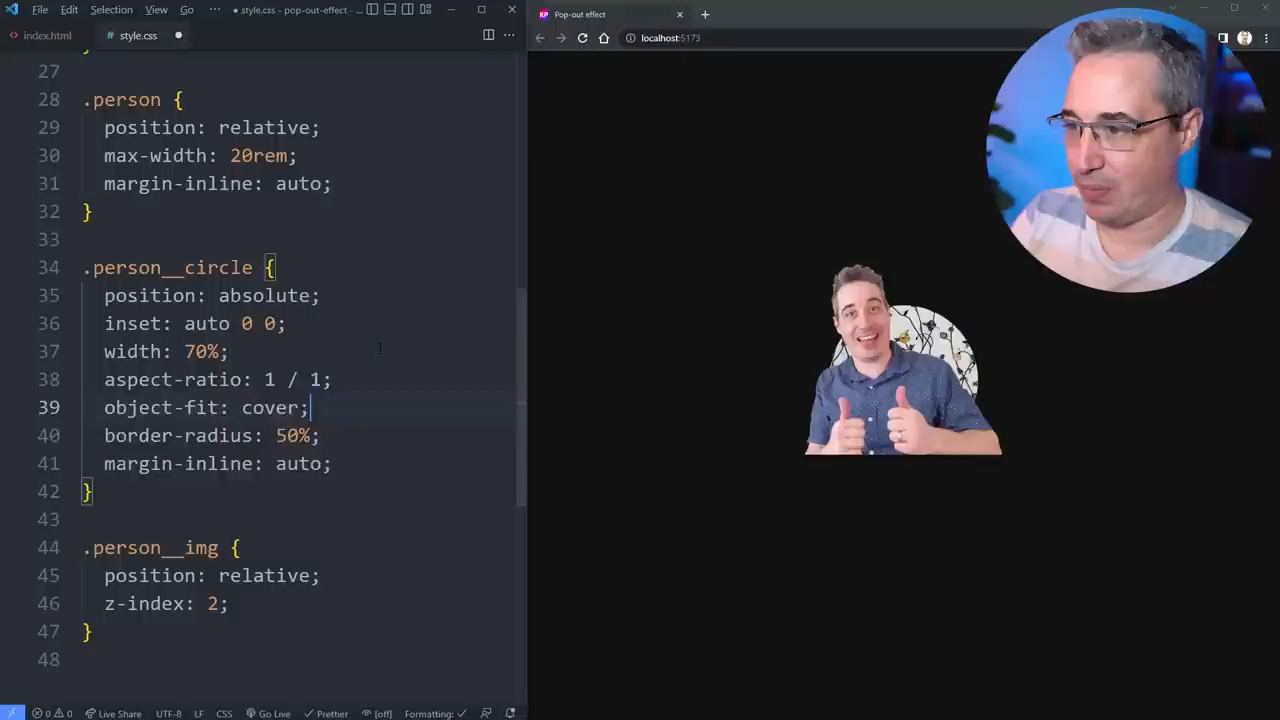 File Edit Selection View Go ··· ● style.css - pop-out-effect - ...
index.html # style.css ●
Pop-out effect
localhost:5173
}
27
28 .person {
29 position: relative;
30 max-width: 20rem;
31 margin-inline: auto;
32 }
33
34 .person__circle {
35 position: absolute;
36 inset: auto 0 0;
37 width: 70%;
38 aspect-ratio: 1 / 1;
39 object-fit: cover;
40 border-radius: 50%;
41 margin-inline: auto;
42 }
43
44 .person__img {
45 position: relative;
46 z-index: 2;
47 }
48
0 0 Live Share UTF-8 LF CSS Go Live ✓ Prettier [off] Formatting: ✓